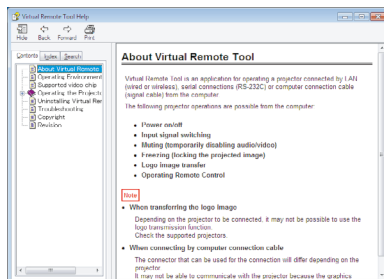 Virtual Remote Tool Help
Hide Back Forward Print
Contents Index Search
About Virtual Remote
Operating Environment
Supported video chip
Operating the Projecto
Uninstalling Virtual Rer
Troubleshooting
Copyright
Revision
About Virtual Remote Tool
Virtual Remote Tool is an application for operating a projector connected by LAN
(wired or wireless), serial connections (RS-232C) or computer connection cable
(signal cable) from the computer.
The following projector operations are possible from the computer:
• Power on/off
• Input signal switching
• Muting (temporarily disabling audio/video)
• Freezing (locking the projected image)
• Logo image transfer
• Operating Remote Control
Note
• When transferring the logo image
Depending on the projector to be connected, it may not be possible to use the
logo transmission function.
Check the supported projectors.
• When connecting by computer connection cable
The connector that can be used for the connection will differ depending on the
projector.
It may not be able to communicate with the projector because the graphics